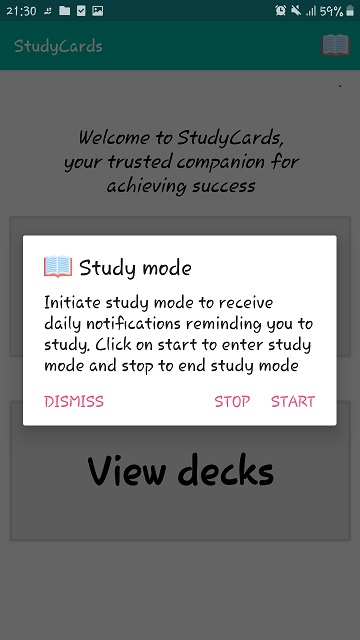 21:30
59%
StudyCards
Welcome to StudyCards,
your trusted companion for
achieving success
Study mode
Initiate study mode to receive
daily notifications reminding you to
study. Click on start to enter study
mode and stop to end study mode
DISMISS STOP START
View decks